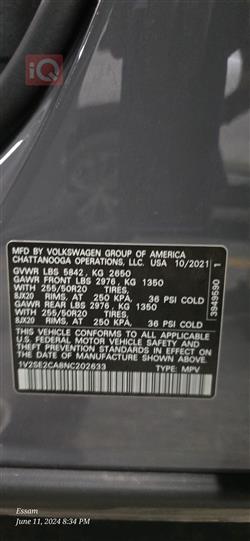 iQ
MFD BY VOLKSWAGEN GROUP OF AMERICA
CHATTANOOGA OPERATIONS, LLC. USA 10/2021
GVWR LBS 5842, KG 2650
GAWR FRONT LBS 2976, KG 1350
WITH 255/50R20 TIRES,
8JX20 RIMS, AT 250 KPA, 36 PSI COLD
GAWR REAR LBS 2976, KG 1350
WITH 255/50R20 TIRES,
8JX20 RIMS, AT 250 KPA, 36 PSI COLD
THIS VEHICLE CONFORMS TO ALL APPLICABLE
U.S. FEDERAL MOTOR VEHICLE SAFETY
STANDARDS IN EFFECT ON THE DATE OF
MANUFACTURE SHOWN ABOVE.
1V2SE2CA8NC202633 TYPE: MPV
3949590 1
Essam
June 11, 2024 8:34 PM